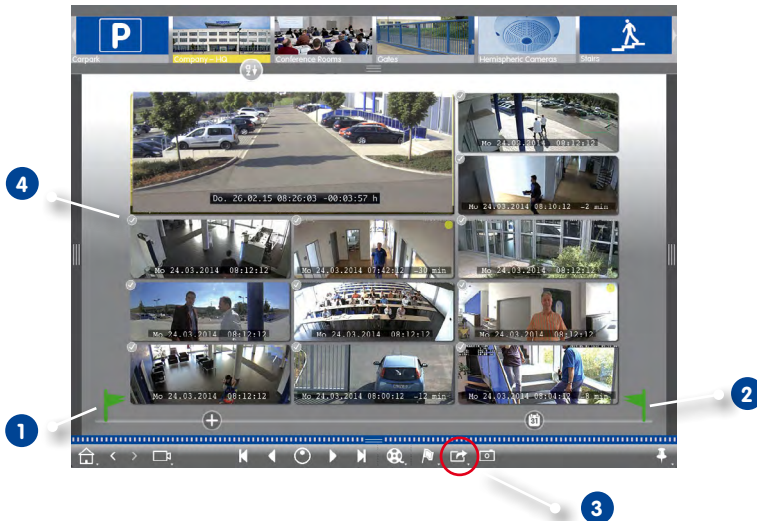 P
Carpark
Company – HQ
Conference Rooms
Gates
Hemispheric Cameras
Stairs
Mo 24.03.2014 08:12:12
Do. 26.02.15 08:26:03 -00:03:57 h
Mo 24.03.2014 08:10:12 -2 min
4
Mo 24.03.2014 08:12:12
Mo 24.03.2014 07:42:12 -30 min
Mo 24.03.2014 08:12:12
Mo 24.03.2014 08:12:12
Mo 24.03.2014 08:12:12
Mo 24.03.2014 08:12:12
Mo 24.03.2014 08:12:12
Mo 24.03.2014 08:00:12 -12 min
Mo 24.03.2014 08:04:12 -8 min
1
2
31
3